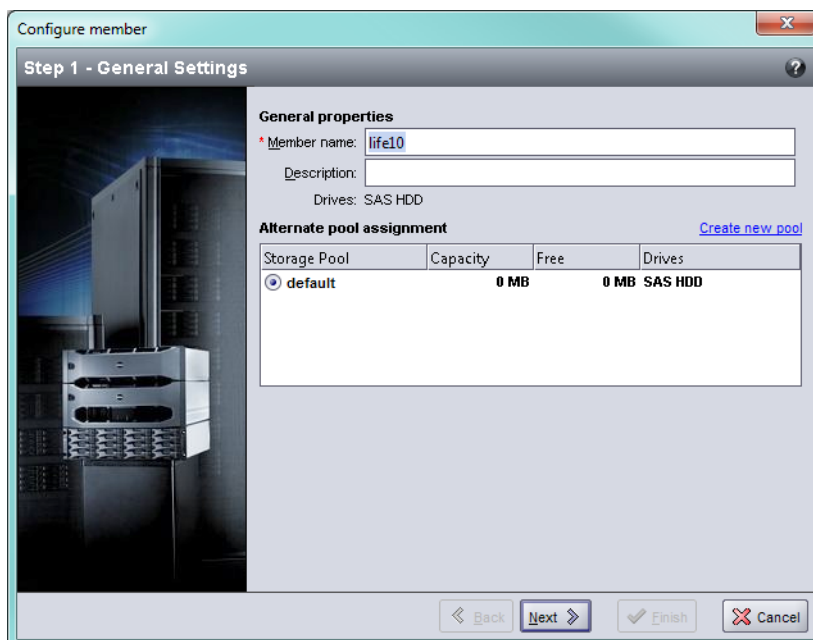 Configure member
Step 1 - General Settings
General properties
* Member name: life10
Description:
Drives: SAS HDD
Alternate pool assignment Create new pool
Storage Pool Capacity Free Drives
default 0 MB 0 MB SAS HDD
Back Next Finish Cancel